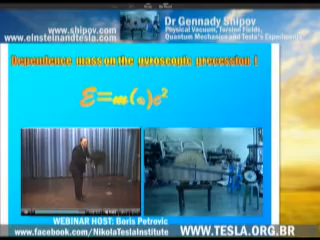 www.shipov.com
www.einsteinandtesla.com
Dr Gennady Shipov
Physical Vacuum, Torsion Fields,
Quantum Mechanics and Tesla's Experiments
Dependence mass on the gyroscopic precession !
E=m(ω)c²
WEBINAR HOST: Boris Petrovic
www.facebook.com/NikolaTeslaInstitute
WWW.TESLA.ORG.BR